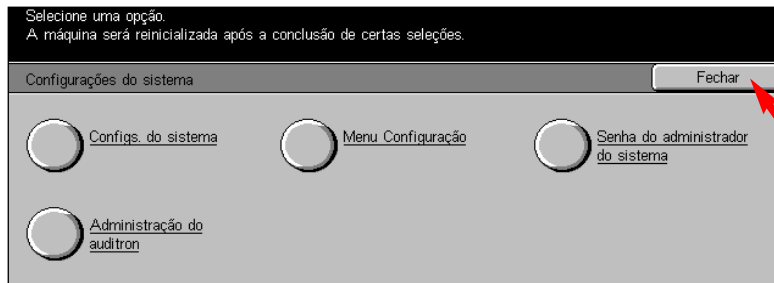 Selecione uma opção.
A máquina será reinicializada após a conclusão de certas seleções.
Configurações do sistema
Fechar
Configs. do sistema
Menu Configuração
Senha do administrador
do sistema
Administração do
auditron